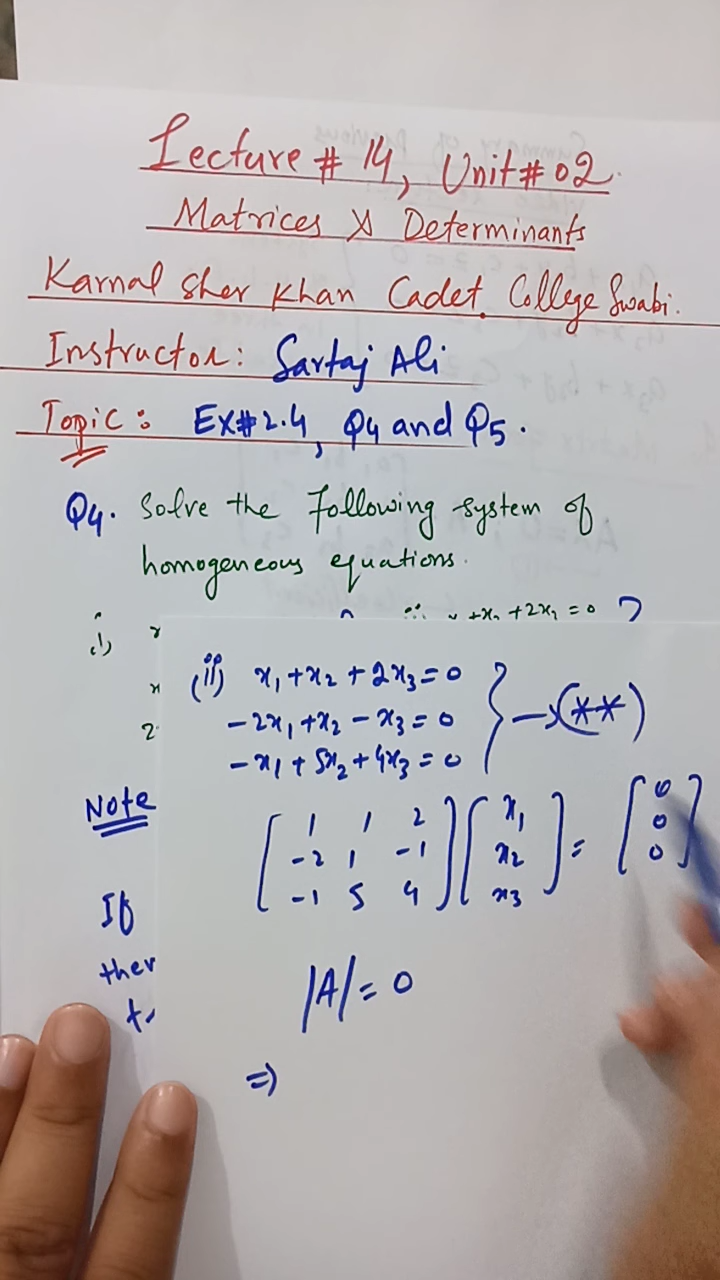 Lecture # 14, Unit # 02.
Matrices & Determinants
Karnal Sher Khan Cadet College Swabi.
Instructor: Sartaj Ali
Topic: Ex#2.4, Q4 and Q5.
Q4. Solve the following system of
homogeneous equations.
(i) +x₂ +2x₃ = 0
(ii) x₁ + x₂ + 2x₃ = 0
-2x₁ + x₂ - x₃ = 0 } → (**)
-x₁ + 5x₂ + 4x₃ = 0
Note
[ 1 1 2 ] [ x₁ ] [ 0 ]
[ -2 1 -1 ] [ x₂ ] = [ 0 ]
[ -1 5 4 ] [ x₃ ] [ 0 ]
If
|A| = 0
⇒